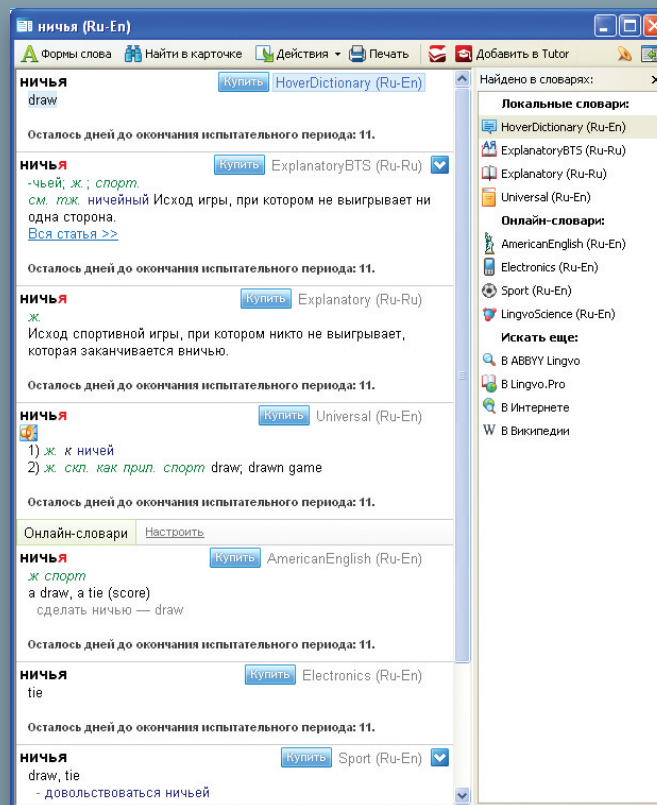 ничья (Ru-En)
Формы слова Найти в карточке Действия Печать Добавить в Tutor
ничья Купить HoverDictionary (Ru-En)
draw
Осталось дней до окончания испытательного периода: 11.
ничья Купить ExplanatoryBTS (Ru-Ru)
-чьей; ж.; спорт.
см. тж. ничейный Исход игры, при котором не выигрывает ни
одна сторона.
Вся статья >>
Осталось дней до окончания испытательного периода: 11.
ничья Купить Explanatory (Ru-Ru)
ж.
Исход спортивной игры, при котором никто не выигрывает,
которая заканчивается вничью.
Осталось дней до окончания испытательного периода: 11.
ничья Купить Universal (Ru-En)
1) ж. к ничей
2) ж. скл. как прил. спорт draw; drawn game
Осталось дней до окончания испытательного периода: 11.
Онлайн-словари Настроить
ничья Купить AmericanEnglish (Ru-En)
ж спорт
a draw, a tie (score)
сделать ничью — draw
Осталось дней до окончания испытательного периода: 11.
ничья Купить Electronics (Ru-En)
tie
Осталось дней до окончания испытательного периода: 11.
ничья Купить Sport (Ru-En)
draw, tie
- довольствоваться ничьей
Найдено в словарях:
Локальные словари:
HoverDictionary (Ru-En)
ExplanatoryBTS (Ru-Ru)
Explanatory (Ru-Ru)
Universal (Ru-En)
Онлайн-словари:
AmericanEnglish (Ru-En)
Electronics (Ru-En)
Sport (Ru-En)
LingvoScience (Ru-En)
Искать еще:
В ABBYY Lingvo
В Lingvo.Pro
В Интернете
W В Википедии